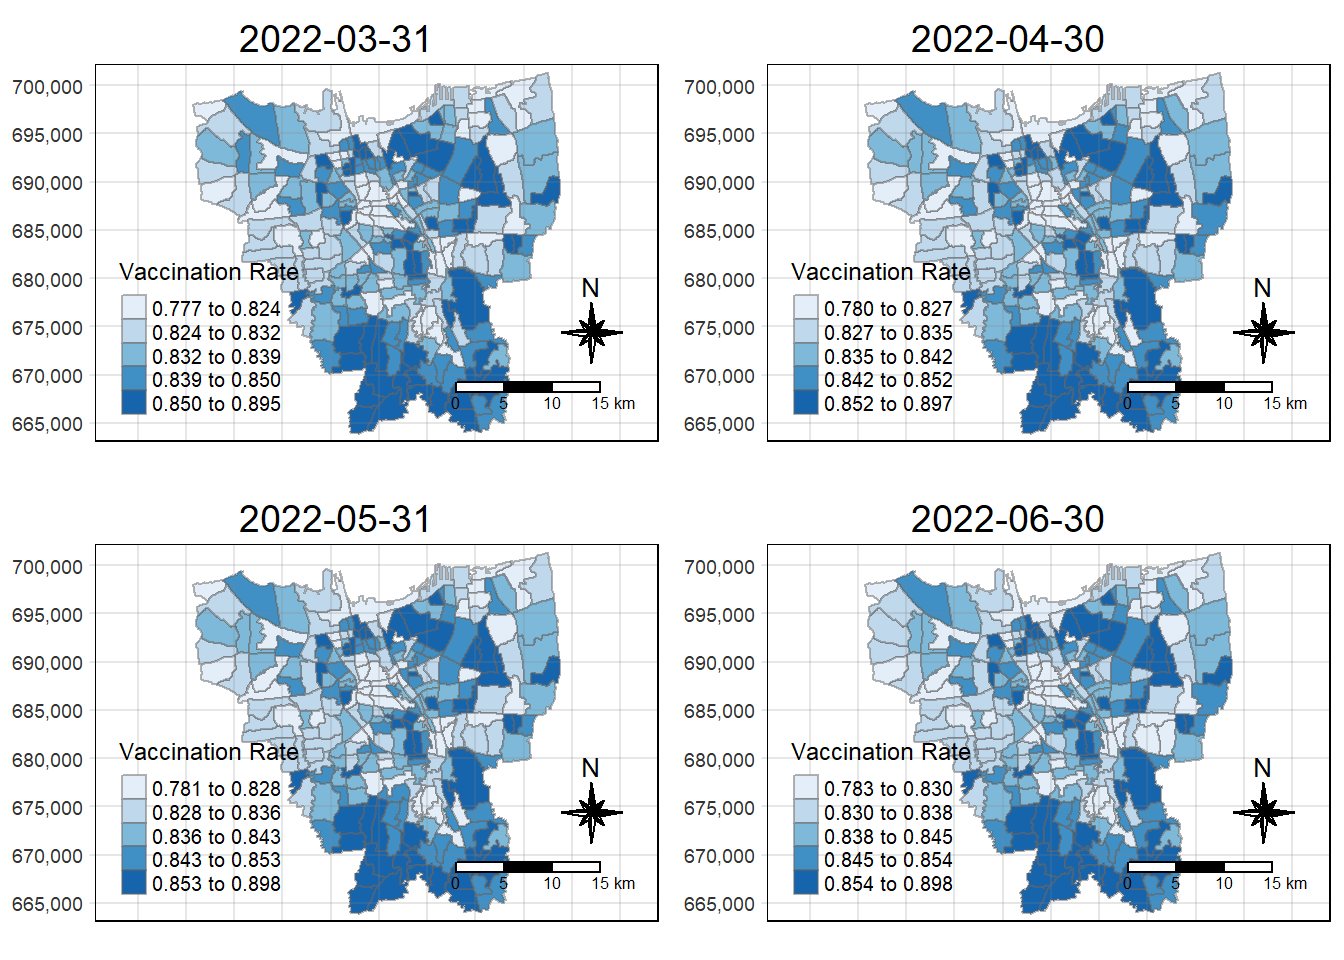 2022-03-31
2022-04-30
700,000
695,000
690,000
685,000
680,000
675,000
670,000
665,000
Vaccination Rate
0.777 to 0.824
0.824 to 0.832
0.832 to 0.839
0.839 to 0.850
0.850 to 0.895
N
0 5 10 15 km
700,000
695,000
690,000
685,000
680,000
675,000
670,000
665,000
Vaccination Rate
0.780 to 0.827
0.827 to 0.835
0.835 to 0.842
0.842 to 0.852
0.852 to 0.897
N
0 5 10 15 km
2022-05-31
2022-06-30
700,000
695,000
690,000
685,000
680,000
675,000
670,000
665,000
Vaccination Rate
0.781 to 0.828
0.828 to 0.836
0.836 to 0.843
0.843 to 0.853
0.853 to 0.898
N
0 5 10 15 km
700,000
695,000
690,000
685,000
680,000
675,000
670,000
665,000
Vaccination Rate
0.783 to 0.830
0.830 to 0.838
0.838 to 0.845
0.845 to 0.854
0.854 to 0.898
N
0 5 10 15 km